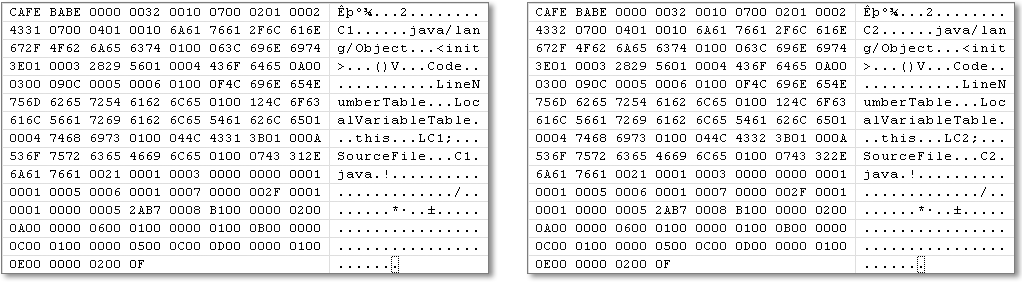 CAFE BABE 0000 0032 0010 0700 0201 0002 Êþº¾...2........
4331 0700 0401 0010 6A61 7661 2F6C 616E C1......java/lan
672F 4F62 6A65 6374 0100 063C 696E 6974 g/Object...<init
3E01 0003 2829 5601 0004 436F 6465 0A00 >...()V...Code..
0300 090C 0005 0006 0100 0F4C 696E 654E ...........LineN
756D 6265 7254 6162 6C65 0100 124C 6F63 umberTable...Loc
616C 5661 7269 6162 6C65 5461 626C 6501 alVariableTable.
0004 7468 6973 0100 044C 4331 3B01 000A ..this...LC1;...
536F 7572 6365 4669 6C65 0100 0743 312E SourceFile...C1.
6A61 7661 0021 0001 0003 0000 0000 0001 java.!..........
0001 0005 0006 0001 0007 0000 002F 0001 ............./..
0001 0000 0005 2AB7 0008 B100 0000 0200 ......*·..±.....
0A00 0000 0600 0100 0000 0100 0B00 0000 ................
0C00 0100 0000 0500 0C00 0D00 0000 0100 ................
0E00 0000 0200 0F .......
CAFE BABE 0000 0032 0010 0700 0201 0002 Êþº¾...2........
4332 0700 0401 0010 6A61 7661 2F6C 616E C2......java/lan
672F 4F62 6A65 6374 0100 063C 696E 6974 g/Object...<init
3E01 0003 2829 5601 0004 436F 6465 0A00 >...()V...Code..
0300 090C 0005 0006 0100 0F4C 696E 654E ...........LineN
756D 6265 7254 6162 6C65 0100 124C 6F63 umberTable...Loc
616C 5661 7269 6162 6C65 5461 626C 6501 alVariableTable.
0004 7468 6973 0100 044C 4332 3B01 000A ..this...LC2;...
536F 7572 6365 4669 6C65 0100 0743 322E SourceFile...C2.
6A61 7661 0021 0001 0003 0000 0000 0001 java.!..........
0001 0005 0006 0001 0007 0000 002F 0001 ............./..
0001 0000 0005 2AB7 0008 B100 0000 0200 ......*·..±.....
0A00 0000 0600 0100 0000 0100 0B00 0000 ................
0C00 0100 0000 0500 0C00 0D00 0000 0100 ................
0E00 0000 0200 0F .......